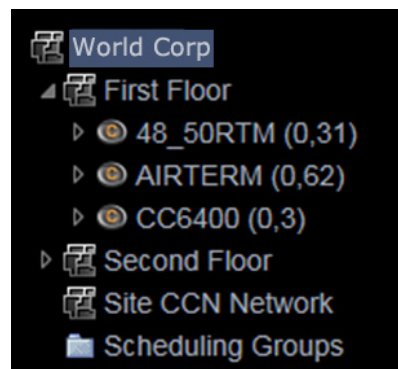 World Corp
First Floor
48_50RTM (0,31)
AIRTERM (0,62)
CC6400 (0,3)
Second Floor
Site CCN Network
Scheduling Groups